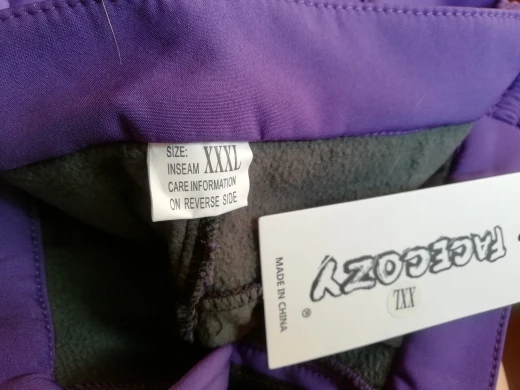 SIZE: XXXL
INSEAM
CARE INFORMATION
ON REVERSE SIDE
FACECOZY
®
XXL
MADE IN CHINA